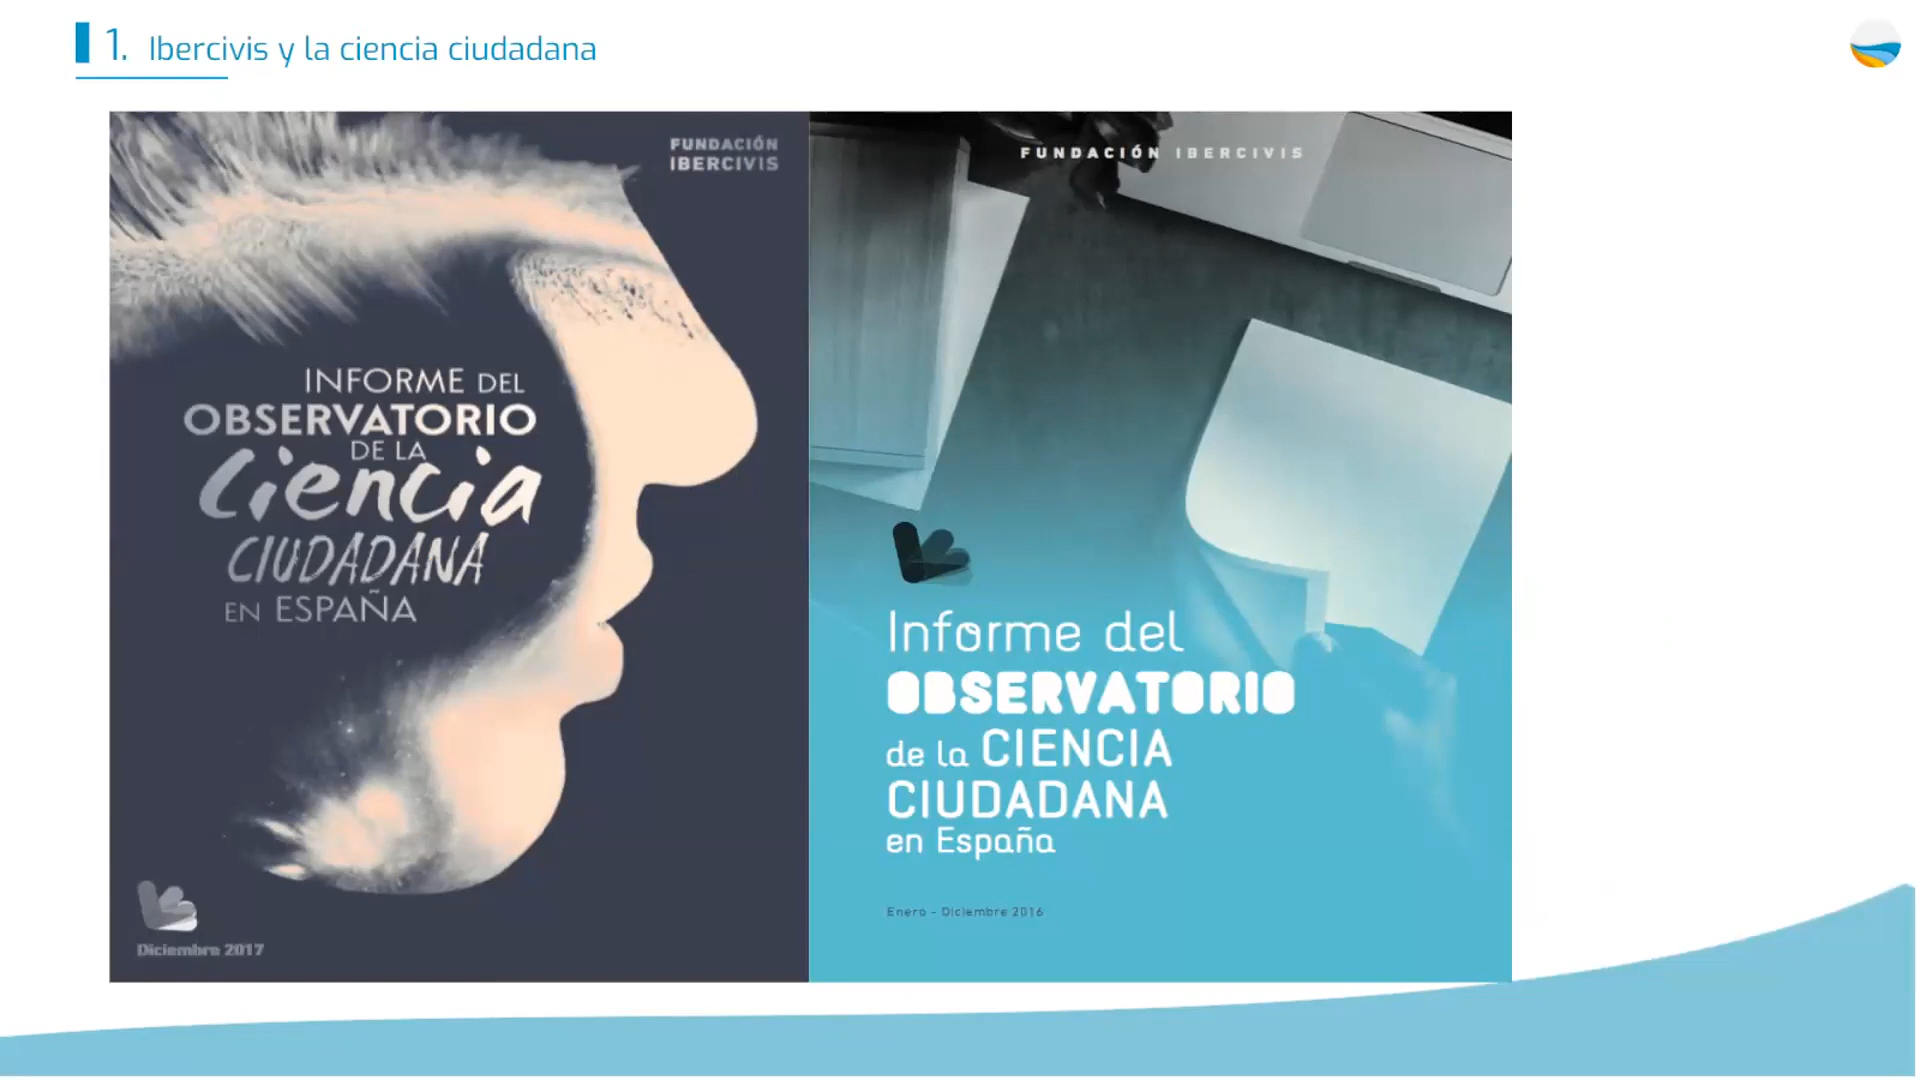 1. Ibercivis y la ciencia ciudadana
FUNDACIÓN
IBERCIVIS
INFORME DEL
OBSERVATORIO
DE LA
Ciencia
CIUDADANA
EN ESPAÑA
Diciembre 2017
FUNDACIÓN IBERCIVIS
Informe del
OBSERVATORIO
de la CIENCIA
CIUDADANA
en España
Enero - Diciembre 2016